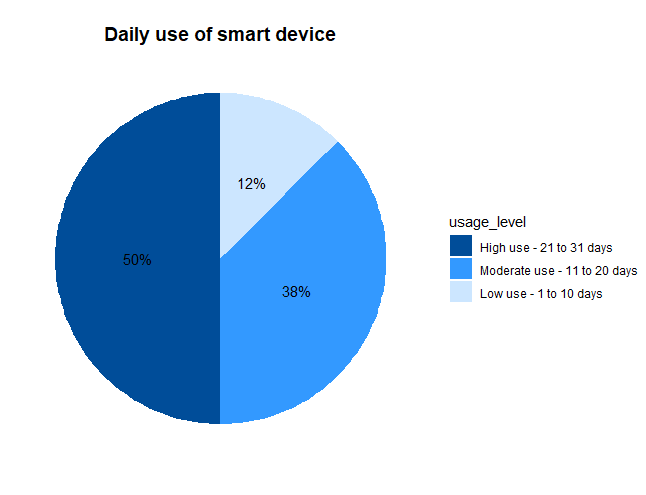 Daily use of smart device
12%
50%
38%
usage_level
High use - 21 to 31 days
Moderate use - 11 to 20 days
Low use - 1 to 10 days